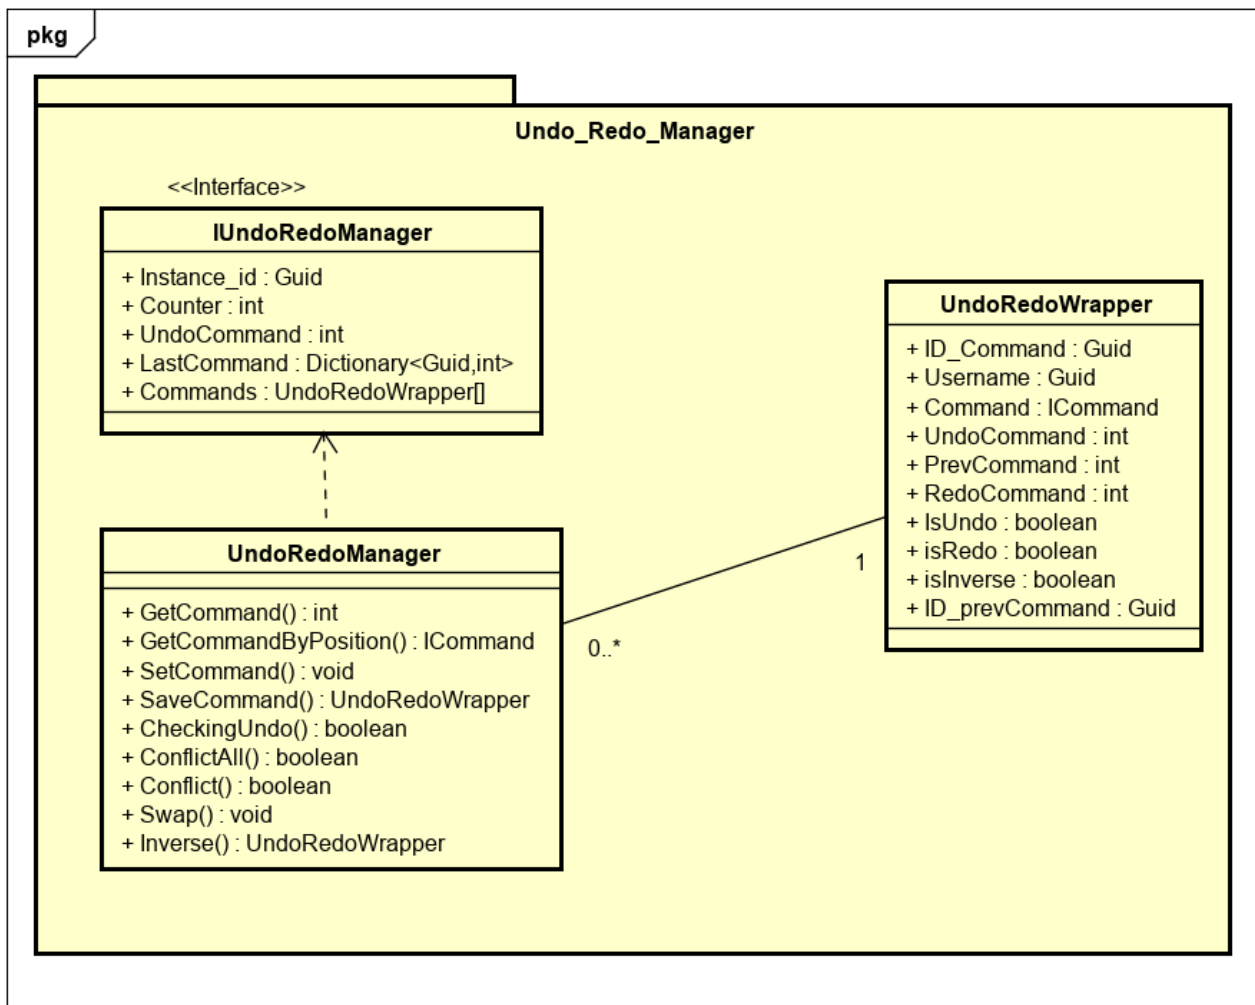 pkg
Undo_Redo_Manager
<<Interface>>
IUndoRedoManager
+ Instance_id : Guid
+ Counter : int
+ UndoCommand : int
+ LastCommand : Dictionary<Guid,int>
+ Commands : UndoRedoWrapper[]
UndoRedoManager
+ GetCommand() : int
+ GetCommandByPosition() : ICommand
+ SetCommand() : void
+ SaveCommand() : UndoRedoWrapper
+ CheckingUndo() : boolean
+ ConflictAll() : boolean
+ Conflict() : boolean
+ Swap() : void
+ Inverse() : UndoRedoWrapper
0..*
1
UndoRedoWrapper
+ ID_Command : Guid
+ Username : Guid
+ Command : ICommand
+ UndoCommand : int
+ PrevCommand : int
+ RedoCommand : int
+ IsUndo : boolean
+ isRedo : boolean
+ isInverse : boolean
+ ID_prevCommand : Guid